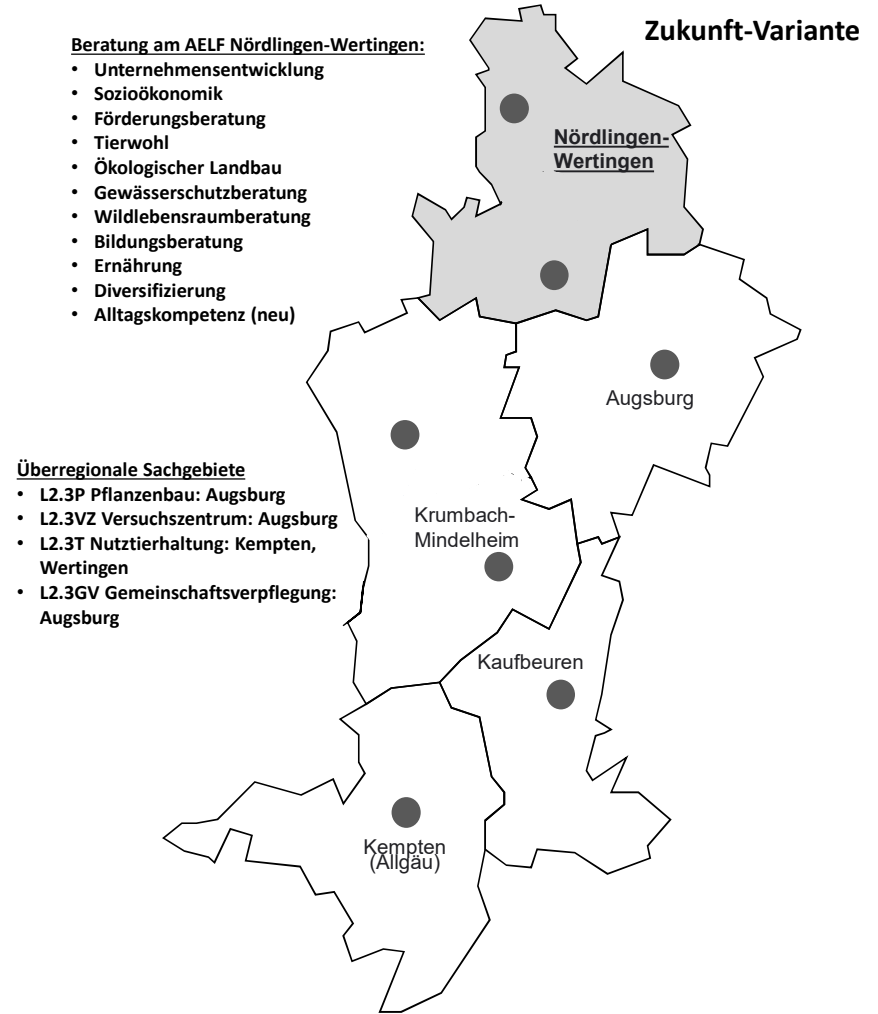 Zukunft-Variante
Beratung am AELF Nördlingen-Wertingen:
• Unternehmensentwicklung
• Sozioökonomik
• Förderungsberatung
• Tierwohl
• Ökologischer Landbau
• Gewässerschutzberatung
• Wildlebensraumberatung
• Bildungsberatung
• Ernährung
• Diversifizierung
• Alltagskompetenz (neu)
Nördlingen-
Wertingen
Augsburg
Überregionale Sachgebiete
• L2.3P Pflanzenbau: Augsburg
• L2.3VZ Versuchszentrum: Augsburg
• L2.3T Nutztierhaltung: Kempten,
Wertingen
• L2.3GV Gemeinschaftsverpflegung:
Augsburg
Krumbach-
Mindelheim
Kaufbeuren
Kempten
(Allgäu)